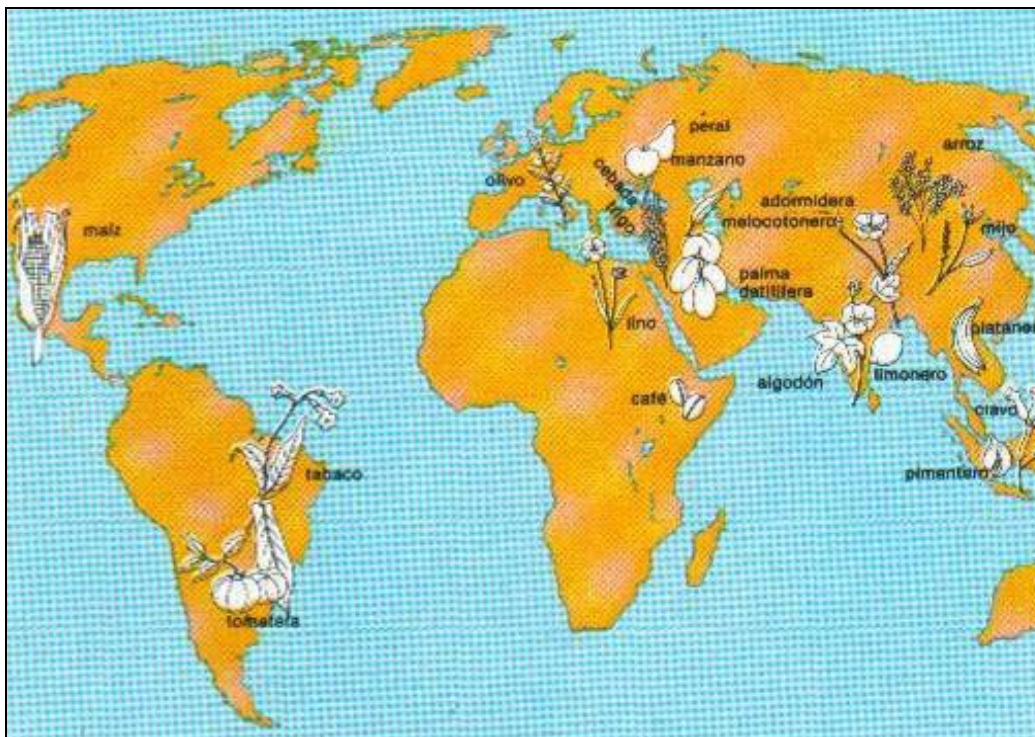 peral
manzano
arroz
olivo
cebada
trigo
adormidera
melocotonero
mijo
maiz
palma
datilifera
lino
platanero
algodón
limonero
café
clavo
pimentero
tabaco
tomatera